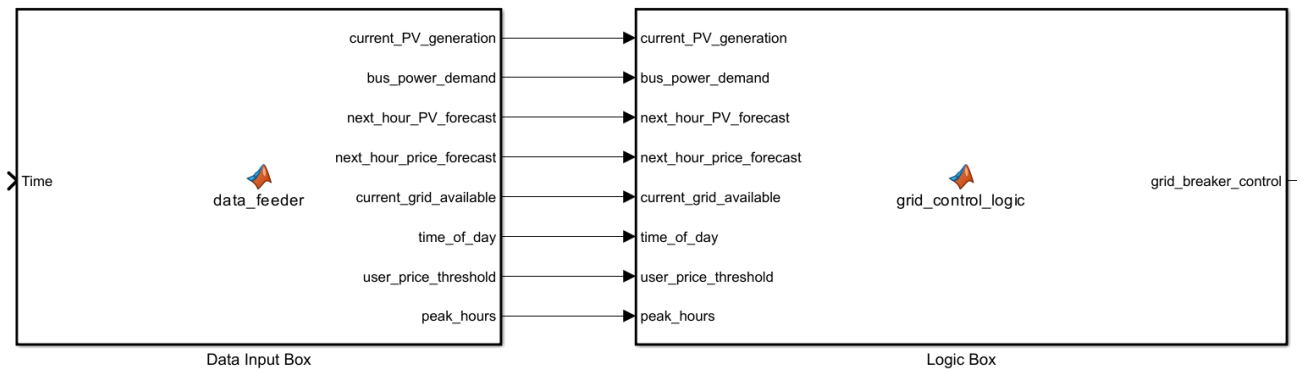 Time
data_feeder
current_PV_generation
bus_power_demand
next_hour_PV_forecast
next_hour_price_forecast
current_grid_available
time_of_day
user_price_threshold
peak_hours
Data Input Box
current_PV_generation
bus_power_demand
next_hour_PV_forecast
next_hour_price_forecast
current_grid_available
time_of_day
user_price_threshold
peak_hours
grid_control_logic
grid_breaker_control
Logic Box